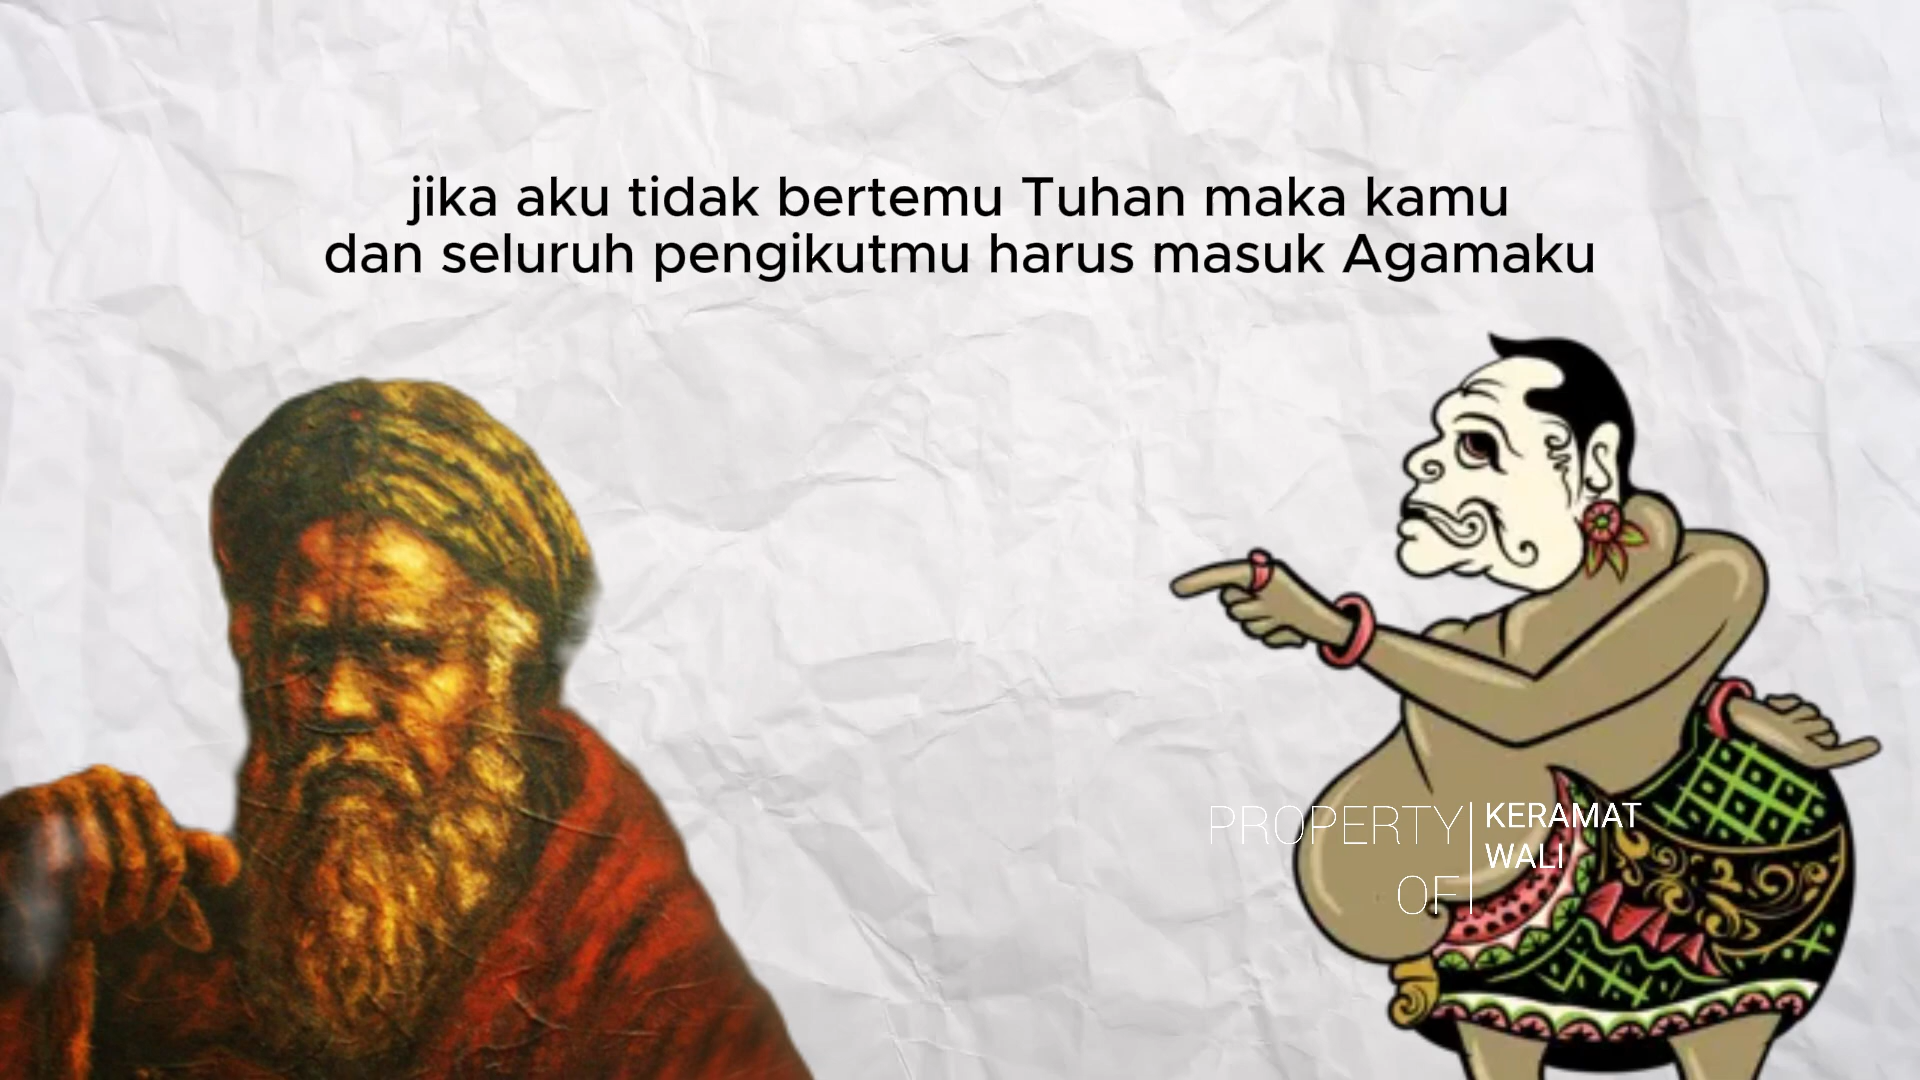 jika aku tidak bertemu Tuhan maka kamu
dan seluruh pengikutmu harus masuk Agamaku
PROPERTY
OF
KERAMAT
WALI